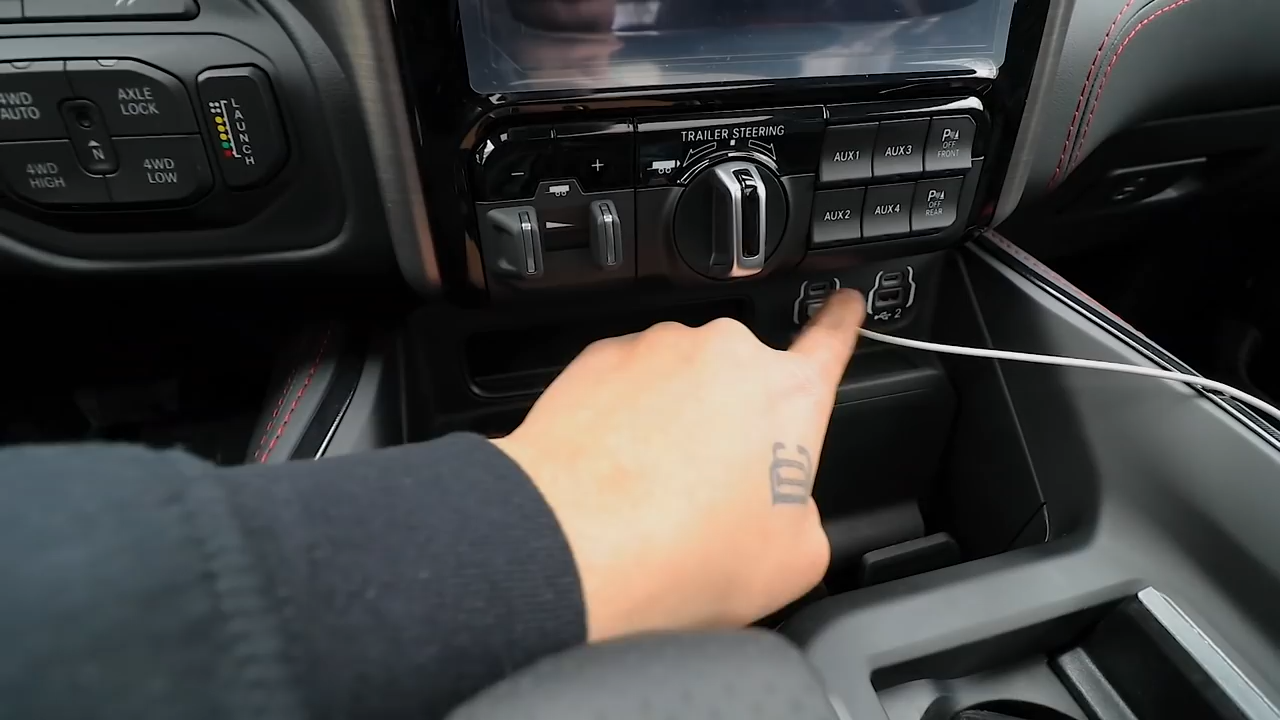 4WD
AUTO
AXLE
LOCK
N
4WD
HIGH
4WD
LOW
LAUNCH
−
+
TRAILER STEERING
AUX1
AUX3
P
OFF
FRONT
AUX2
AUX4
P
OFF
REAR
2
DC